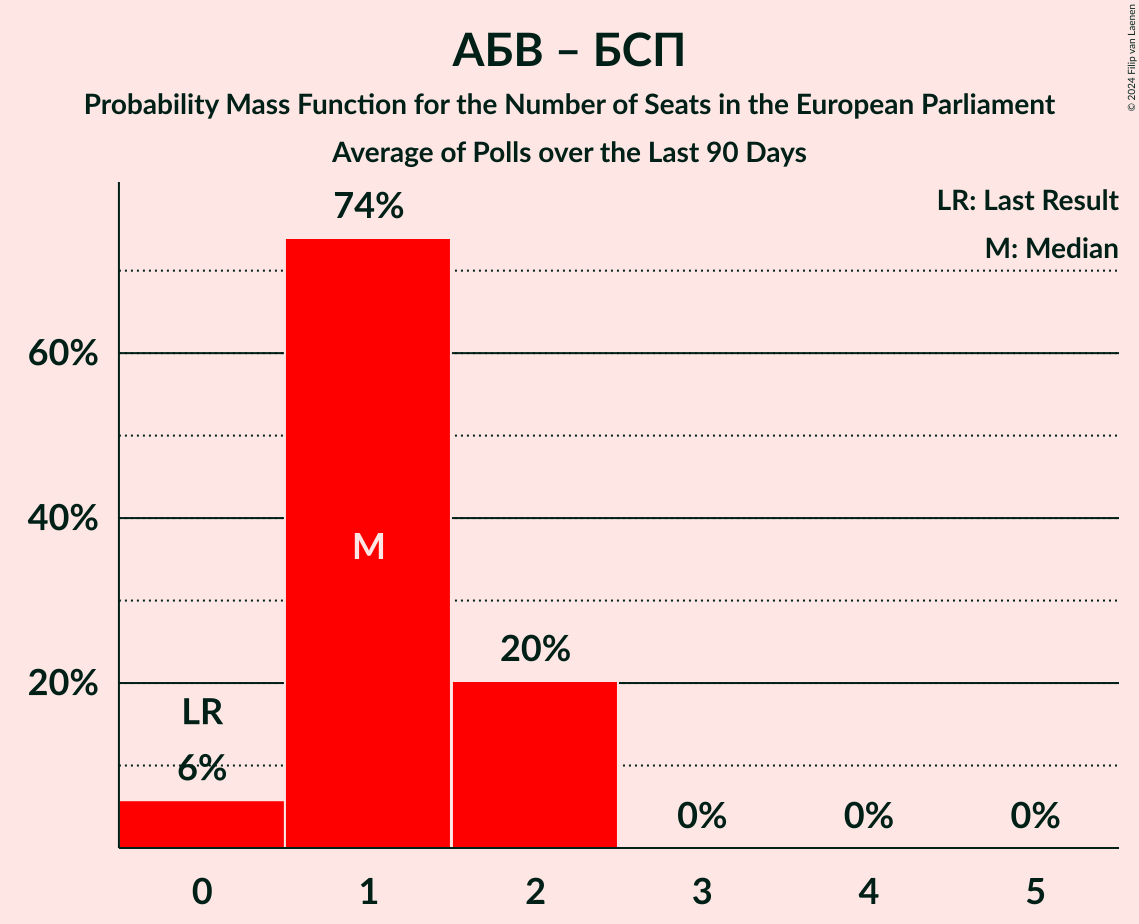 АБВ – БСП
Probability Mass Function for the Number of Seats in the European Parliament
Average of Polls over the Last 90 Days
© 2024 Filip van Laenen
LR: Last Result
M: Median
74%
60%
40%
M
20%
20%
LR
6%
0%
0%
0%
0
1
2
3
4
5